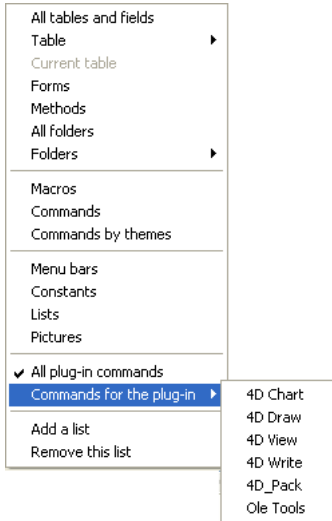 All tables and fields
Table
Current table
Forms
Methods
All folders
Folders
Macros
Commands
Commands by themes
Menu bars
Constants
Lists
Pictures
All plug-in commands
Commands for the plug-in
4D Chart
4D Draw
4D View
4D Write
4D_Pack
Ole Tools
Add a list
Remove this list